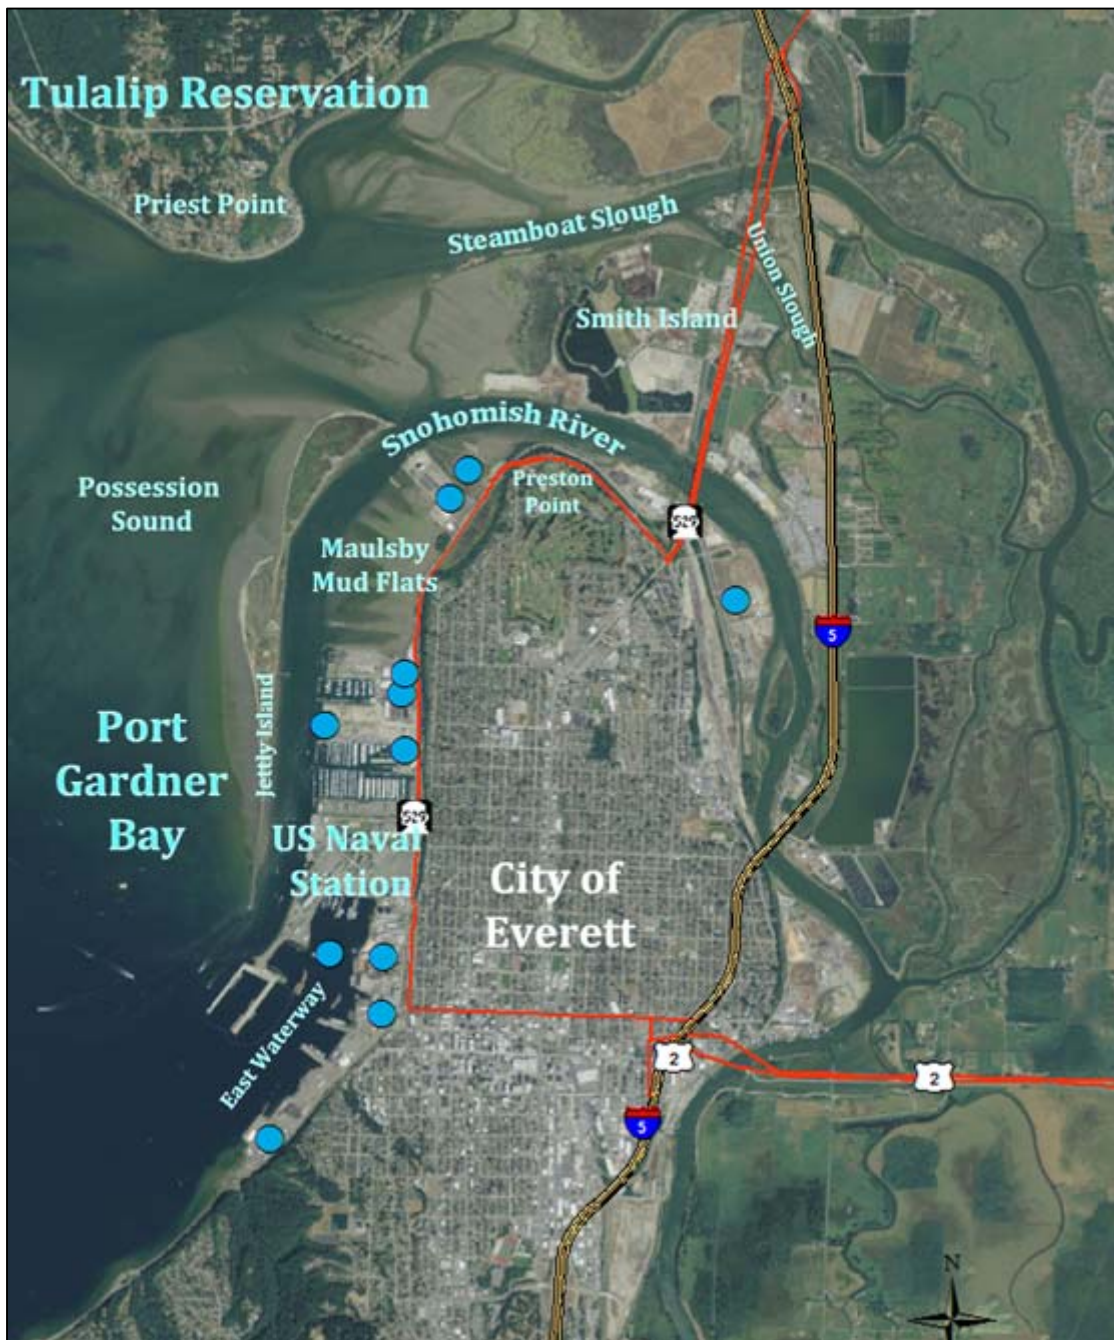 Tulalip Reservation
Priest Point
Steamboat Slough
Union Slough
Smith Island
Snohomish River
Possession
Sound
Preston
Point
529
Maulsby
Mud Flats
5
Jettly Island
Port
Gardner
Bay
529
US Naval
Station
City of
Everett
East Waterway
2
2
5
N